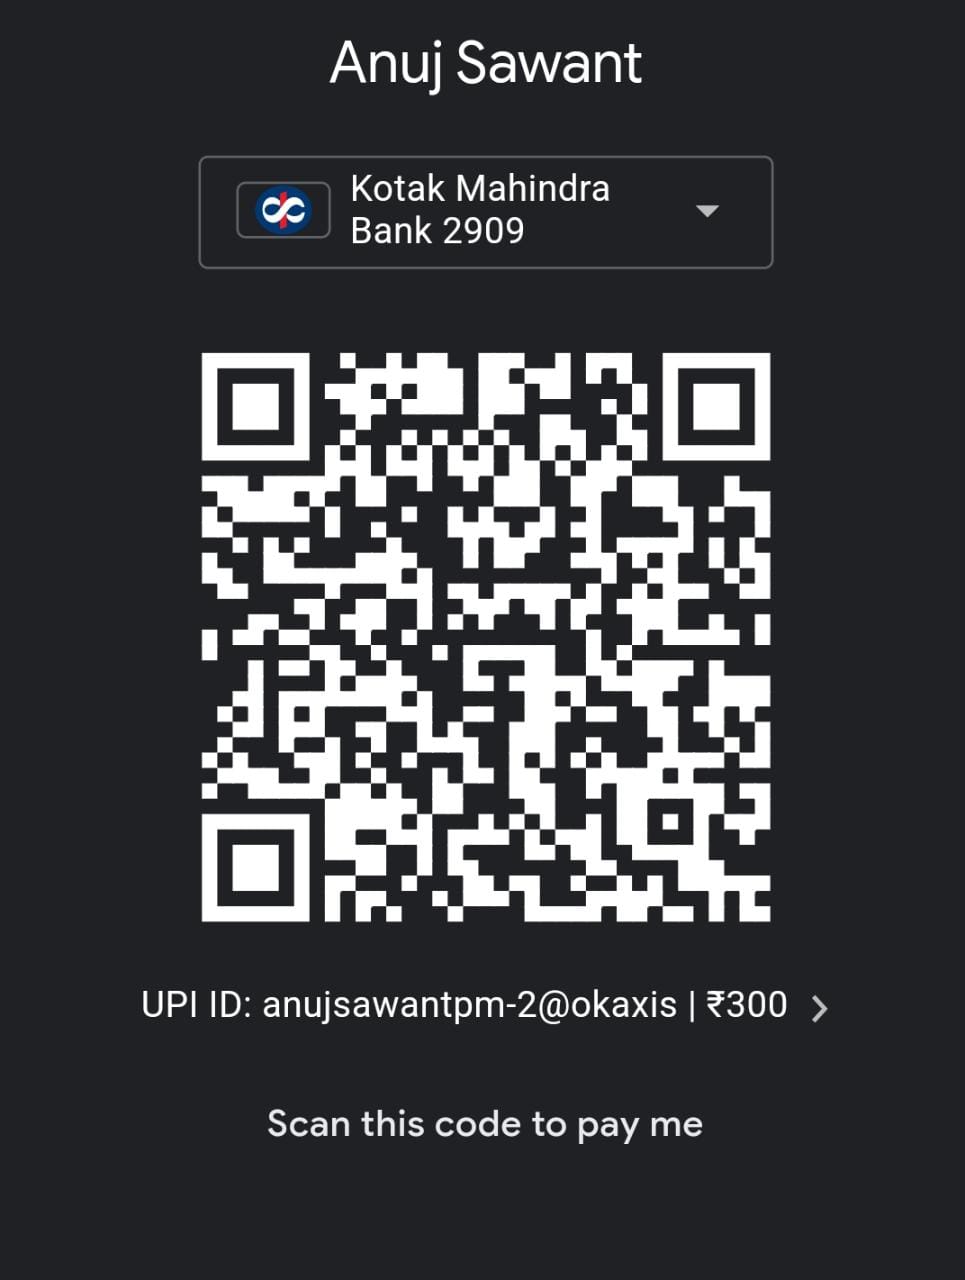 Anuj Sawant
Kotak Mahindra
Bank 2909
UPI ID: anujsawantpm-2@okaxis | ₹300
Scan this code to pay me